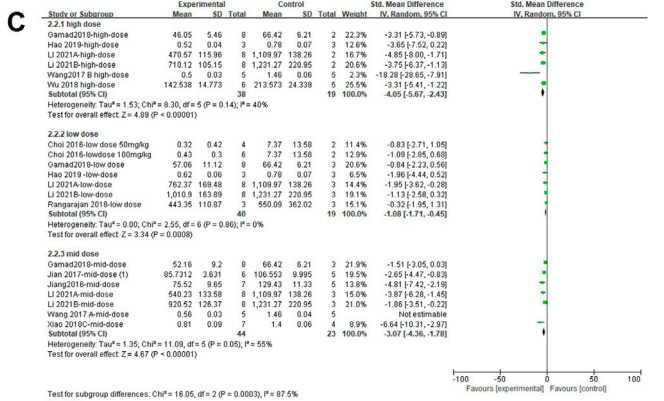 C
Experimental Control Std. Mean Difference Std. Mean Difference
Study or Subgroup Mean SD Total Mean SD Total Weight IV, Random, 95% CI IV, Random, 95% CI
2.2.1 high dose
Gamad2018-high-dose 46.05 5.46 8 66.42 6.21 2 22.3% -3.31 [-5.73, -0.89]
Hao 2019-high-dose 0.52 0.04 3 0.78 0.07 3 10.2% -3.65 [-7.52, 0.22]
LI 2021A-high-dose 470.57 115.96 8 1,109.97 138.26 2 14.4% -4.85 [-8.00, -1.71]
Li 2021B-high-dose 710.12 105.15 8 1,231.27 220.95 2 20.0% -3.75 [-6.37, -1.13]
Wang2017 B high-dose 0.5 0.03 5 1.46 0.06 5 2.3% -18.28 [-28.65, -7.91]
Wu 2018 high-dose 142.538 14.773 6 213.573 24.339 5 30.8% -3.31 [-5.41, -1.22]
Subtotal (95% CI) 38 19 100.0% -4.05 [-5.67, -2.43]
Heterogeneity: Tau² = 1.53; Chi² = 8.30, df = 5 (P = 0.14); I² = 40%
Test for overall effect: Z = 4.89 (P < 0.00001)
2.2.2 low dose
Choi 2016-low dose 50mg/kg 0.32 0.42 4 7.37 13.58 2 11.4% -0.83 [-2.71, 1.05]
Choi 2016-lowdose 100mg/kg 0.43 0.3 6 7.37 13.58 2 12.7% -1.09 [-2.85, 0.68]
Gamad2018-low dose 57.06 11.12 8 66.42 6.21 3 20.6% -0.84 [-2.23, 0.56]
Hao 2019 -low-dose 0.62 0.06 3 0.78 0.07 3 6.5% -1.96 [-4.44, 0.52]
LI 2021A-low-dose 762.37 169.48 8 1,109.97 138.26 3 14.3% -1.95 [-3.62, -0.28]
Li 2021B-low-dose 1,010.9 163.89 8 1,231.27 220.95 3 19.0% -1.13 [-2.58, 0.32]
Rangarajan 2018-low-dose 443.35 110.87 3 550.09 362.02 3 15.5% -0.32 [-1.95, 1.31]
Subtotal (95% CI) 40 19 100.0% -1.08 [-1.71, -0.45]
Heterogeneity: Tau² = 0.00; Chi² = 2.55, df = 6 (P = 0.86); I² = 0%
Test for overall effect: Z = 3.34 (P = 0.0008)
2.2.3 mid dose
Gamad2018-mid-dose 52.16 9.2 8 66.42 6.21 3 21.9% -1.51 [-3.05, 0.03]
Jian 2017-mid-dose (1) 85.7312 3.631 6 106.553 9.995 5 19.5% -2.65 [-4.47, -0.83]
Jiang2016-mid-dose 75.52 9.65 7 129.43 11.33 5 14.5% -4.81 [-7.42, -2.19]
LI 2021A-mid-dose 540.23 133.58 8 1,109.97 138.26 3 16.1% -3.87 [-6.28, -1.45]
Li 2021B-mid-dose 920.52 126.37 8 1,231.27 220.95 3 21.1% -1.86 [-3.51, -0.22]
Wang 2017 A-mid-dose 0.56 0.03 5 1.46 0.04 5 Not estimable
Xiao 2018C-mid-dose 0.81 0.09 7 1.4 0.06 4 6.9% -6.64 [-10.31, -2.97]
Subtotal (95% CI) 44 23 100.0% -3.07 [-4.36, -1.78]
Heterogeneity: Tau² = 1.35; Chi² = 11.09, df = 5 (P = 0.05); I² = 55%
Test for overall effect: Z = 4.67 (P < 0.00001)
-100 -50 0 50 100
Favours [experimental] Favours [control]
Test for subgroup differences: Chi² = 16.05, df = 2 (P = 0.0003), I² = 87.5%